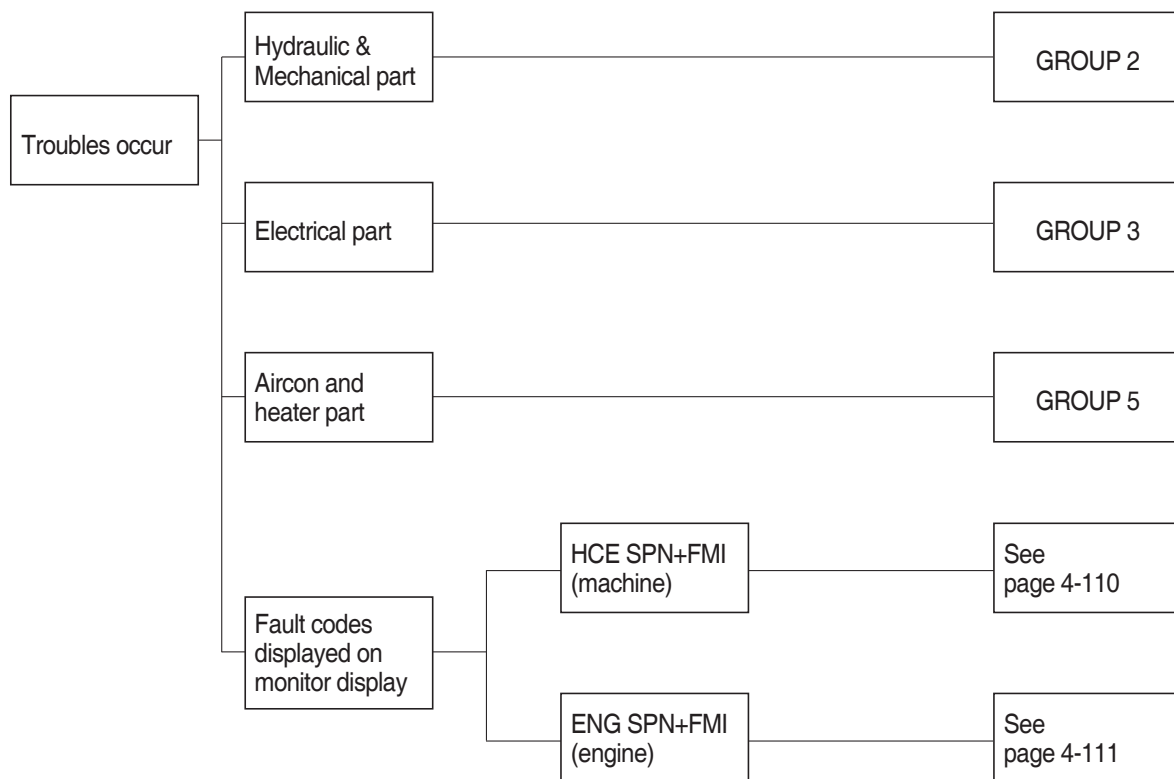 Troubles occur
Hydraulic &
Mechanical part
GROUP 2
Electrical part
GROUP 3
Aircon and
heater part
GROUP 5
Fault codes
displayed on
monitor display
HCE SPN+FMI
(machine)
See
page 4-110
ENG SPN+FMI
(engine)
See
page 4-111